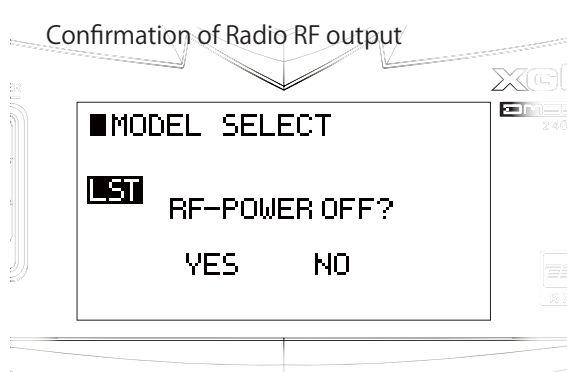 Confirmation of Radio RF output
■MODEL SELECT
LST
RF-POWER OFF?
YES NO